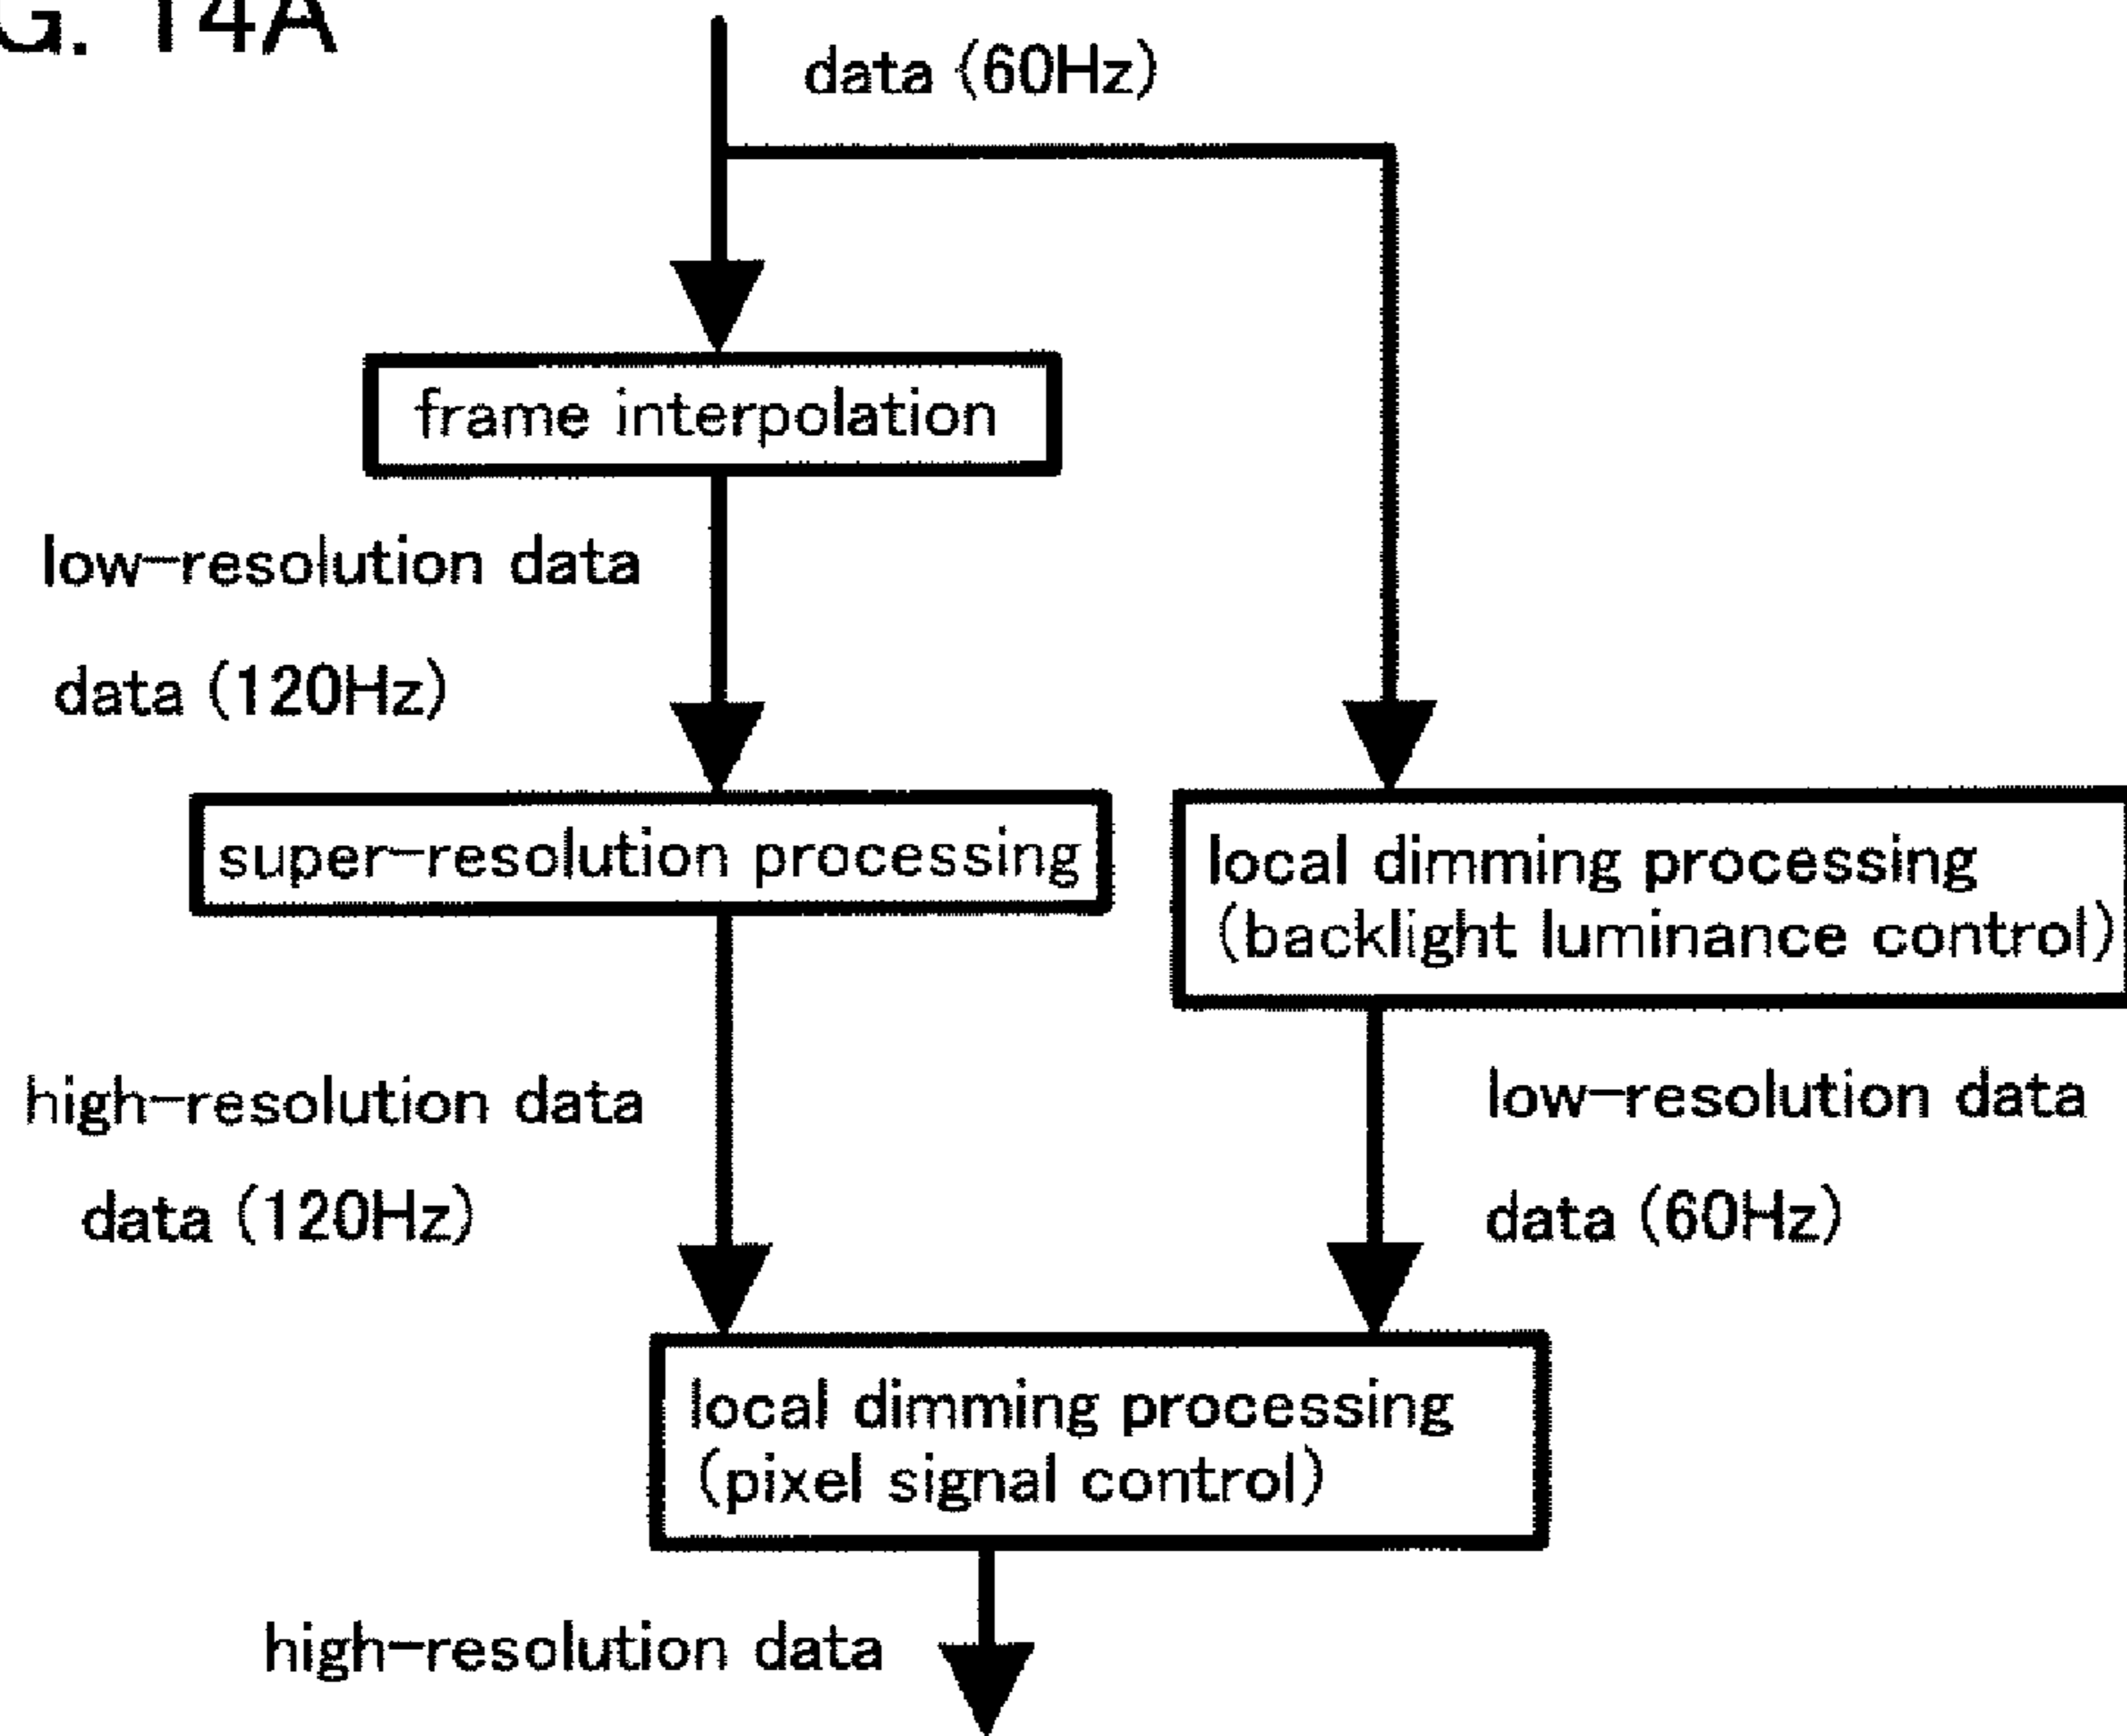 G. 14A
data (60Hz)
frame interpolation
low-resolution data
data (120Hz)
super-resolution processing
local dimming processing
(backlight luminance control)
high-resolution data
data (120Hz)
low-resolution data
data (60Hz)
local dimming processing
(pixel signal control)
high-resolution data